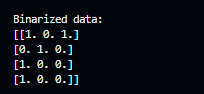 Binarized data:
[[1. 0. 1.]
[0. 1. 0.]
[1. 0. 0.]
[1. 0. 0.]]